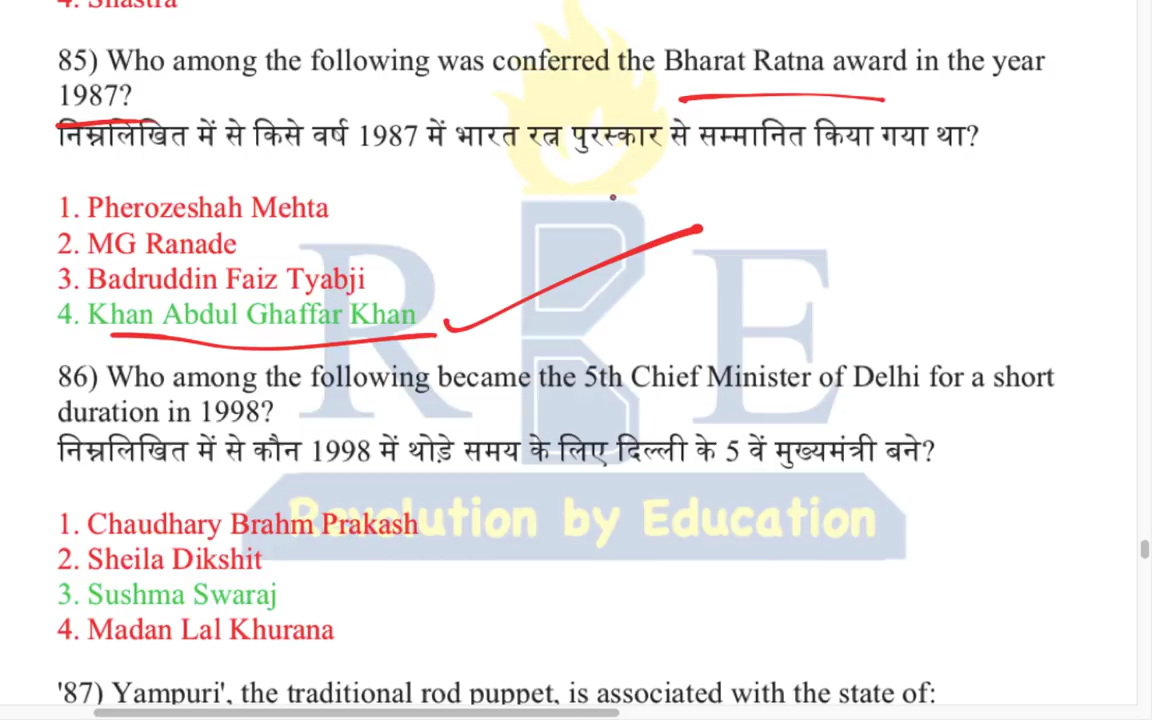 4. Shastra
85) Who among the following was conferred the Bharat Ratna award in the year
1987?
निम्नलिखित में से किसे वर्ष 1987 में भारत रत्न पुरस्कार से सम्मानित किया गया था?
1. Pherozeshah Mehta
2. MG Ranade
3. Badruddin Faiz Tyabji
4. Khan Abdul Ghaffar Khan
86) Who among the following became the 5th Chief Minister of Delhi for a short
duration in 1998?
निम्नलिखित में से कौन 1998 में थोड़े समय के लिए दिल्ली के 5 वें मुख्यमंत्री बने?
1. Chaudhary Brahm Prakash
2. Sheila Dikshit
3. Sushma Swaraj
4. Madan Lal Khurana
'87) Yampuri', the traditional rod puppet, is associated with the state of:
RBE
Revolution by Education